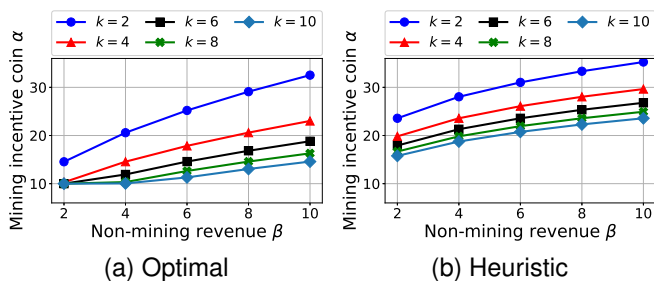 k = 2 k = 6 k = 10
k = 4 k = 8
Mining incentive coin α
30
20
10
2 4 6 8 10
Non-mining revenue β
(a) Optimal
k = 2 k = 6 k = 10
k = 4 k = 8
Mining incentive coin α
30
20
10
2 4 6 8 10
Non-mining revenue β
(b) Heuristic